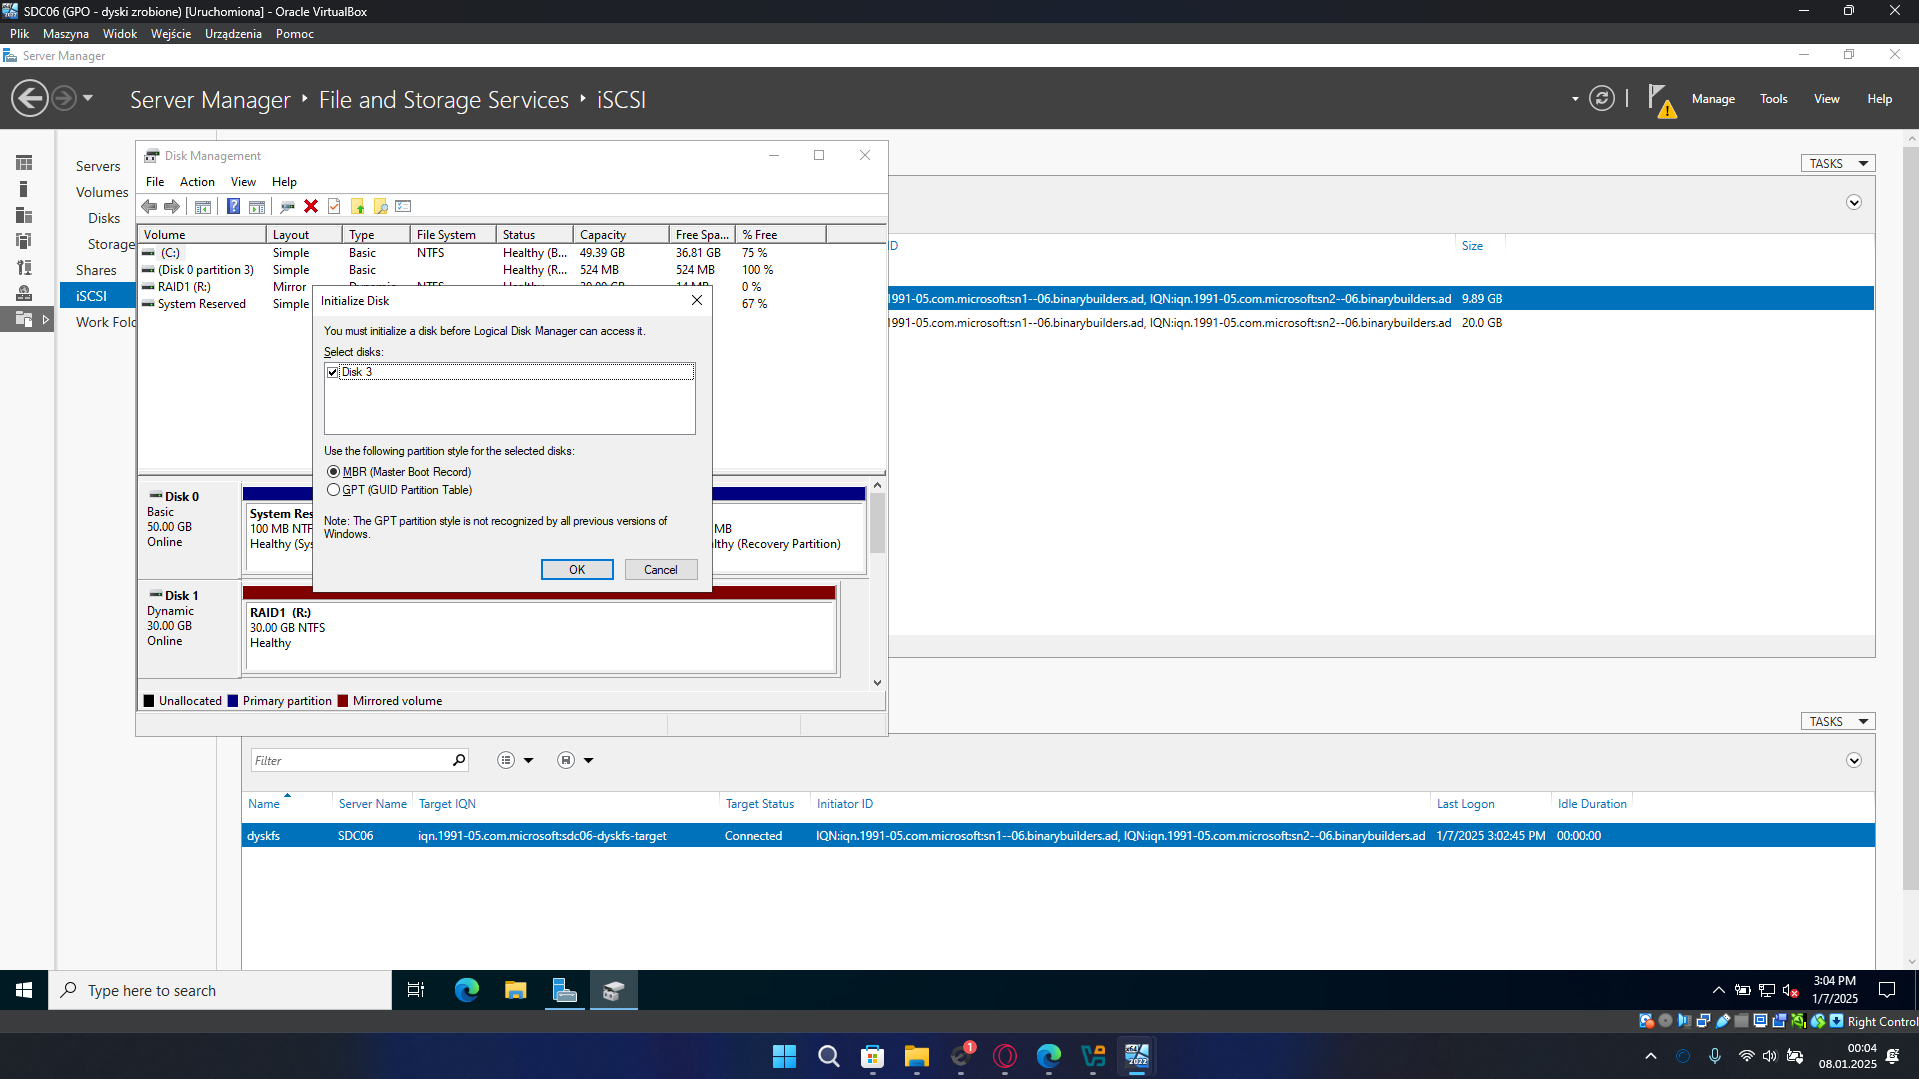 SDC06 (GPO - dyski zrobione) [Uruchomiona] - Oracle VirtualBox
Plik Maszyna Widok Wejście Urządzenia Pomoc
Server Manager
Server Manager File and Storage Services iSCSI
Manage Tools View Help
Servers
Volumes
Disks
Storage
Shares
iSCSI
Work Fol
Disk Management
File Action View Help
Volume Layout Type File System Status Capacity Free Spa... % Free
(C:) Simple Basic NTFS Healthy (B... 49.39 GB 36.81 GB 75 %
(Disk 0 partition 3) Simple Basic Healthy (R... 524 MB 524 MB 100 %
RAID1 (R:) Mirror Dynamic NTFS Healthy 30.00 GB 14 MB 0 %
System Reserved Simple 67 %
Initialize Disk
You must initialize a disk before Logical Disk Manager can access it.
Select disks:
Disk 3
Use the following partition style for the selected disks:
MBR (Master Boot Record)
GPT (GUID Partition Table)
Note: The GPT partition style is not recognized by all previous versions of
Windows.
OK Cancel
Disk 0
Basic
50.00 GB
Online
System Res
100 MB NTF
Healthy (Sys
MB
lthy (Recovery Partition)
Disk 1
Dynamic
30.00 GB
Online
RAID1 (R:)
30.00 GB NTFS
Healthy
Unallocated Primary partition Mirrored volume
TASKS
ID Size
1991-05.com.microsoft:sn1--06.binarybuilders.ad, IQN:iqn.1991-05.com.microsoft:sn2--06.binarybuilders.ad 9.89 GB
1991-05.com.microsoft:sn1--06.binarybuilders.ad, IQN:iqn.1991-05.com.microsoft:sn2--06.binarybuilders.ad 20.0 GB
TASKS
Filter
Name Server Name Target IQN Target Status Initiator ID Last Logon Idle Duration
dyskfs SDC06 iqn.1991-05.com.microsoft:sdc06-dyskfs-target Connected IQN:iqn.1991-05.com.microsoft:sn1--06.binarybuilders.ad, IQN:iqn.1991-05.com.microsoft:sn2--06.binarybuilders.ad 1/7/2025 3:02:45 PM 00:00:00
Type here to search
3:04 PM
1/7/2025
Right Control
1
00:04
08.01.2025